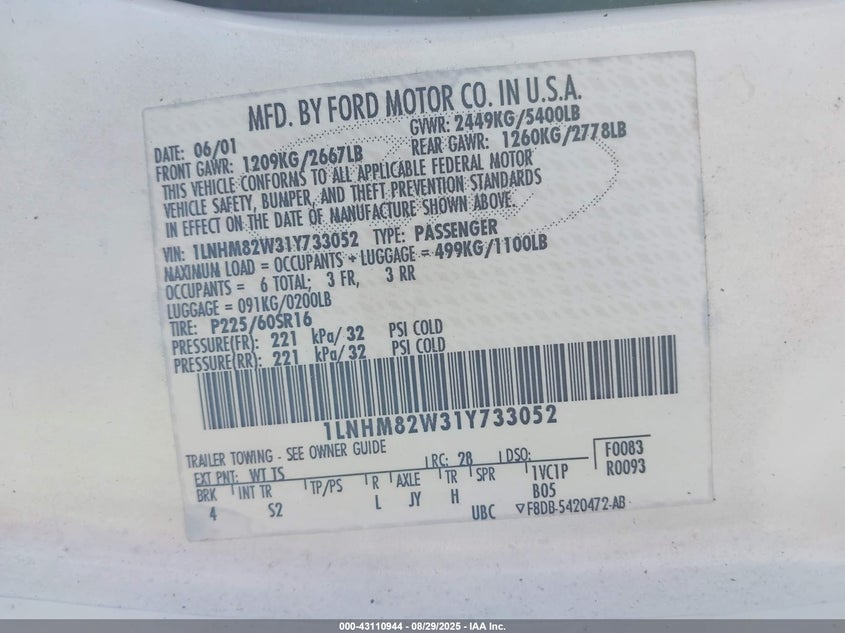 MFD. BY FORD MOTOR CO. IN U.S.A.
DATE: 06/01 GVWR: 2449KG/5400LB
FRONT GAWR: 1209KG/2667LB REAR GAWR: 1260KG/2778LB
THIS VEHICLE CONFORMS TO ALL APPLICABLE FEDERAL MOTOR
VEHICLE SAFETY, BUMPER, AND THEFT PREVENTION STANDARDS
IN EFFECT ON THE DATE OF MANUFACTURE SHOWN ABOVE.
VIN: 1LNHM82W31Y733052 TYPE: PASSENGER
MAXIMUM LOAD = OCCUPANTS + LUGGAGE = 499KG/1100LB
OCCUPANTS = 6 TOTAL; 3 FR, 3 RR
LUGGAGE = 091KG/0200LB
TIRE: P225/60SR16
PRESSURE(FR): 221 kPa/32 PSI COLD
PRESSURE(RR): 221 kPa/32 PSI COLD
1LNHM82W31Y733052
TRAILER TOWING - SEE OWNER GUIDE
EXT PNT: WT TS RC: 28 DSO: F0083
R0093
BRK INT TR TP/PS R AXLE TR SPR 1VC1P
4 S2 L JY H B05
UBC ▽F8DB-5420472-AB
000-43110944 / 08/29/2025 - IAA Inc.